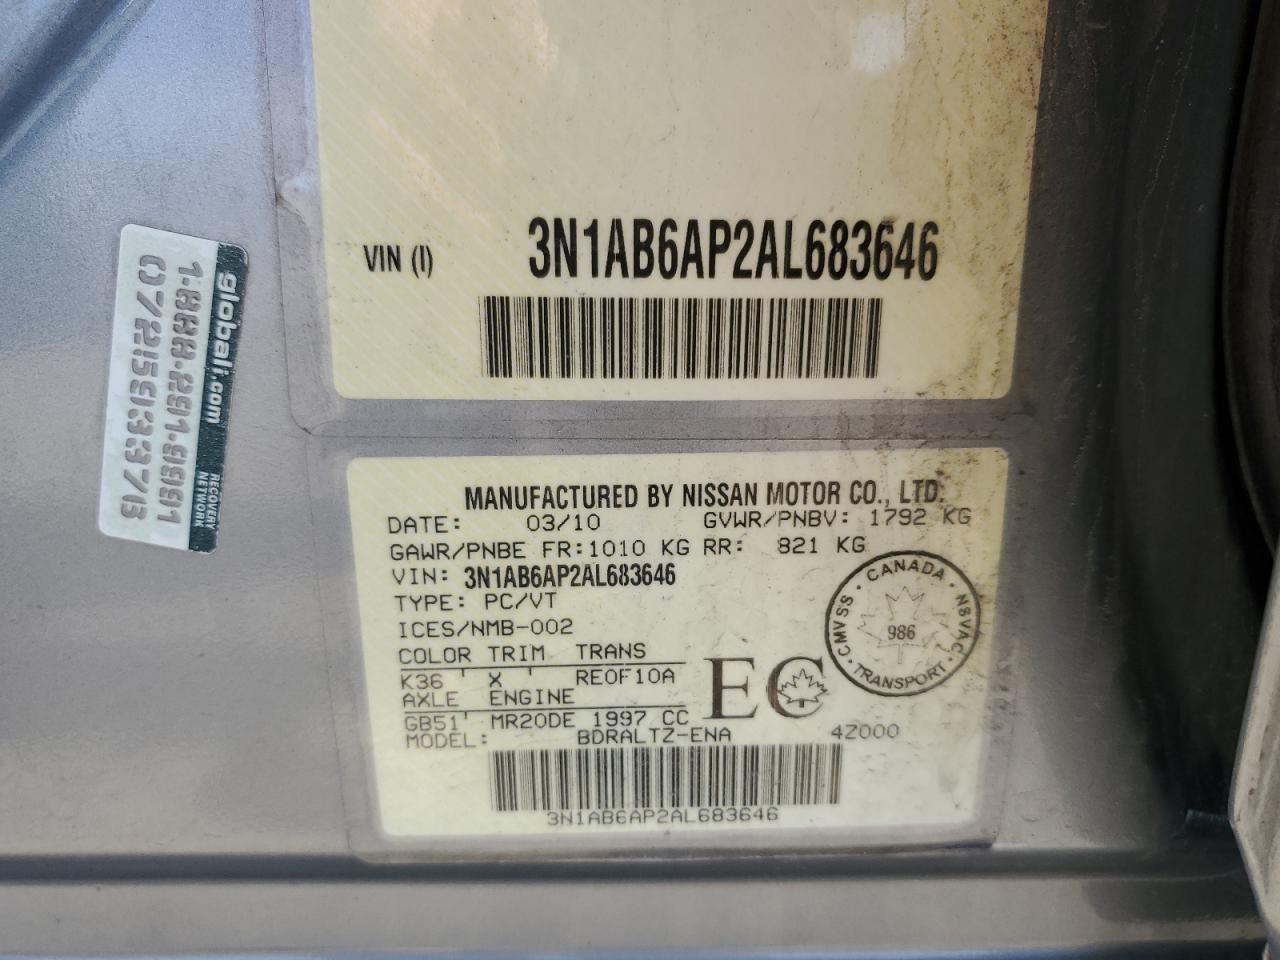 VIN (I) 3N1AB6AP2AL683646
globali.com
RECOVERY
NETWORK
1.888.291.9991
MANUFACTURED BY NISSAN MOTOR CO., LTD.
DATE: 03/10 GVWR/PNBV: 1792 KG
GAWR/PNBE FR:1010 KG RR: 821 KG
VIN: 3N1AB6AP2AL683646
TYPE: PC/VT
ICES/NMB-002
COLOR TRIM TRANS
K36 ' X ' RE0F10A
AXLE ENGINE
GB51' MR20DE 1997 CC
MODEL: BDRALTZ-ENA 4Z000
3N1AB6AP2AL683646
EC
CANADA
CMVSS · NSVAC
986
TRANSPORT